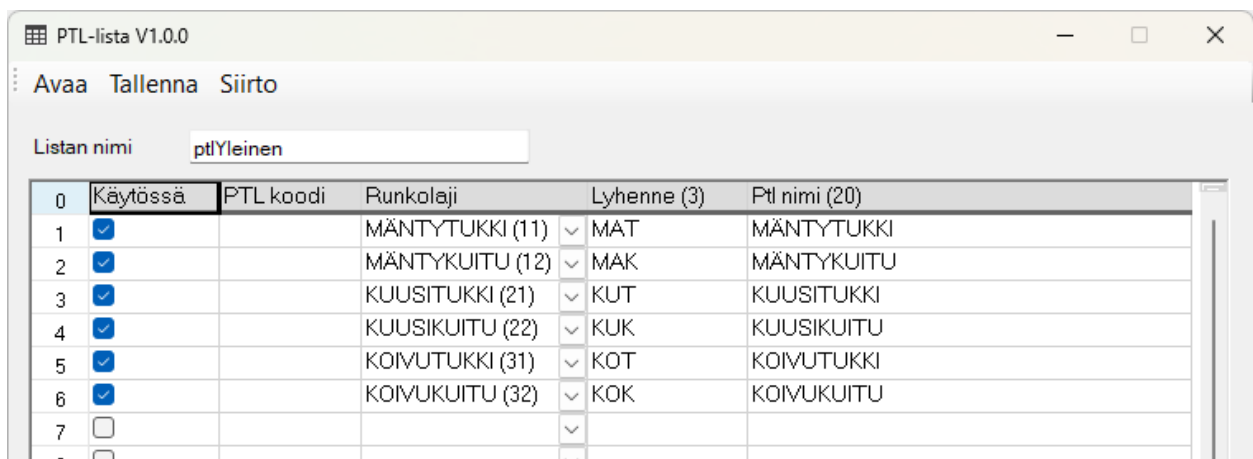 PTL-lista V1.0.0
Avaa Tallenna Siirto
Listan nimi ptlYleinen
0 Käytössä PTL koodi Runkolaji Lyhenne (3) Ptl nimi (20)
1 MÄNTYTUKKI (11) MAT MÄNTYTUKKI
2 MÄNTYKUITU (12) MAK MÄNTYKUITU
3 KUUSITUKKI (21) KUT KUUSITUKKI
4 KUUSIKUITU (22) KUK KUUSIKUITU
5 KOIVUTUKKI (31) KOT KOIVUTUKKI
6 KOIVUKUITU (32) KOK KOIVUKUITU
7